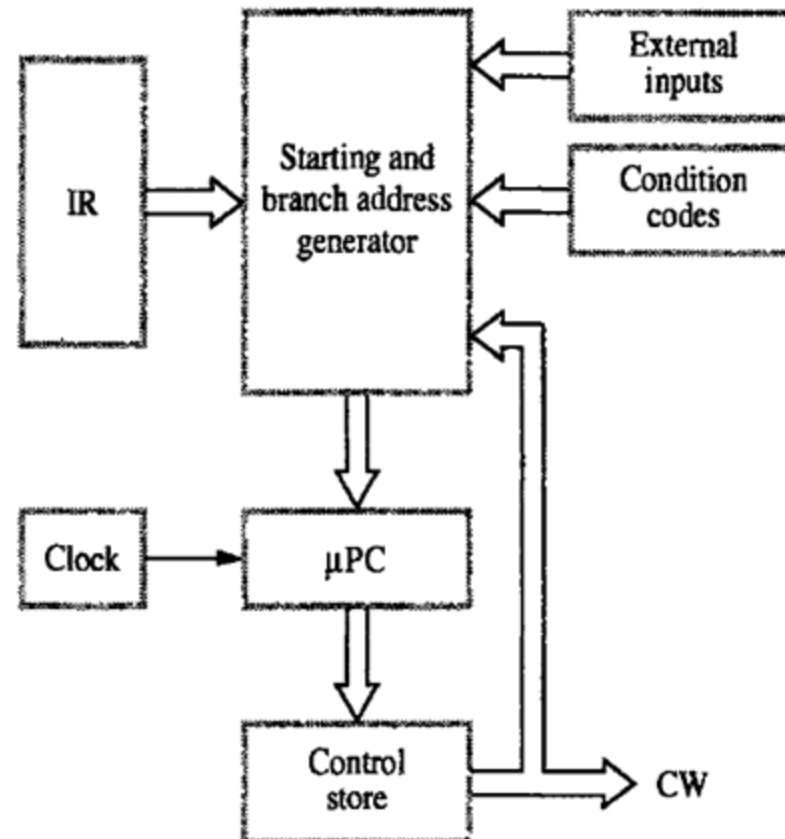 External
inputs
IR
Starting and
branch address
generator
Condition
codes
Clock
μPC
Control
store
CW